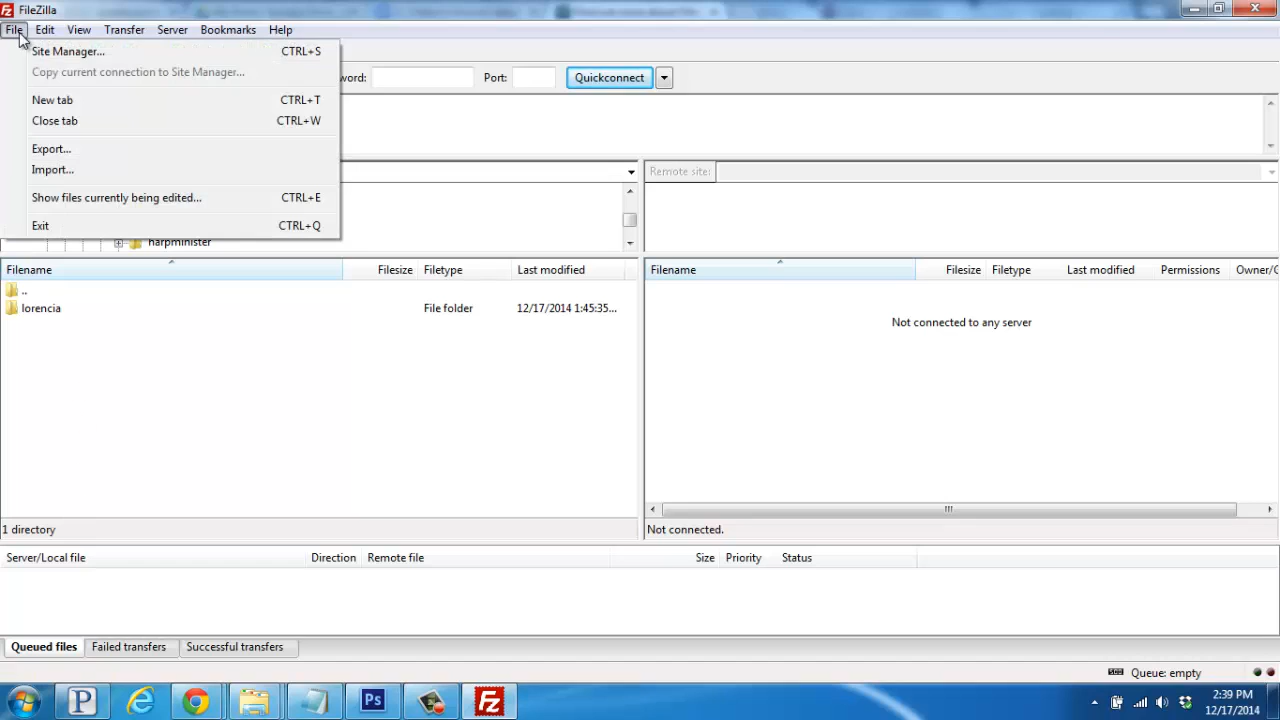 FileZilla
File Edit View Transfer Server Bookmarks Help
Site Manager... CTRL+S
Copy current connection to Site Manager...
New tab CTRL+T
Close tab CTRL+W
Export...
Import...
Show files currently being edited... CTRL+E
Exit CTRL+Q
word: Port: Quickconnect
Remote site:
harpminister
Filename Filesize Filetype Last modified
..
lorencia File folder 12/17/2014 1:45:35...
1 directory
Filename Filesize Filetype Last modified Permissions Owner/G
Not connected to any server
Not connected.
Server/Local file Direction Remote file Size Priority Status
Queued files Failed transfers Successful transfers
Queue: empty
2:39 PM
12/17/2014